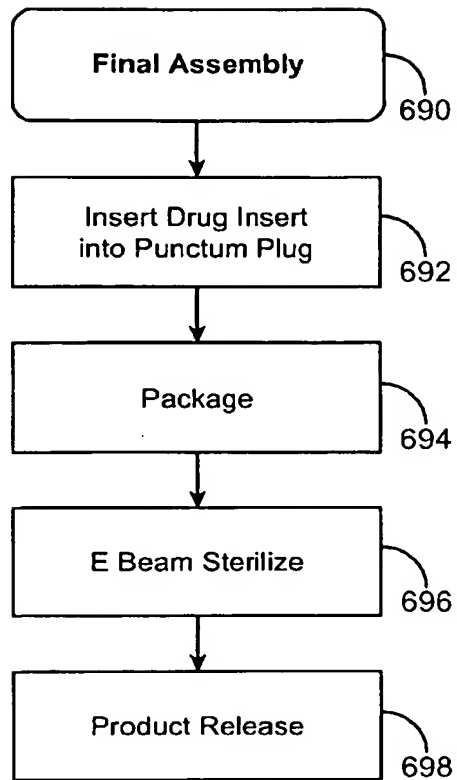 Final Assembly
690
Insert Drug Insert
into Punctum Plug
692
Package
694
E Beam Sterilize
696
Product Release
698